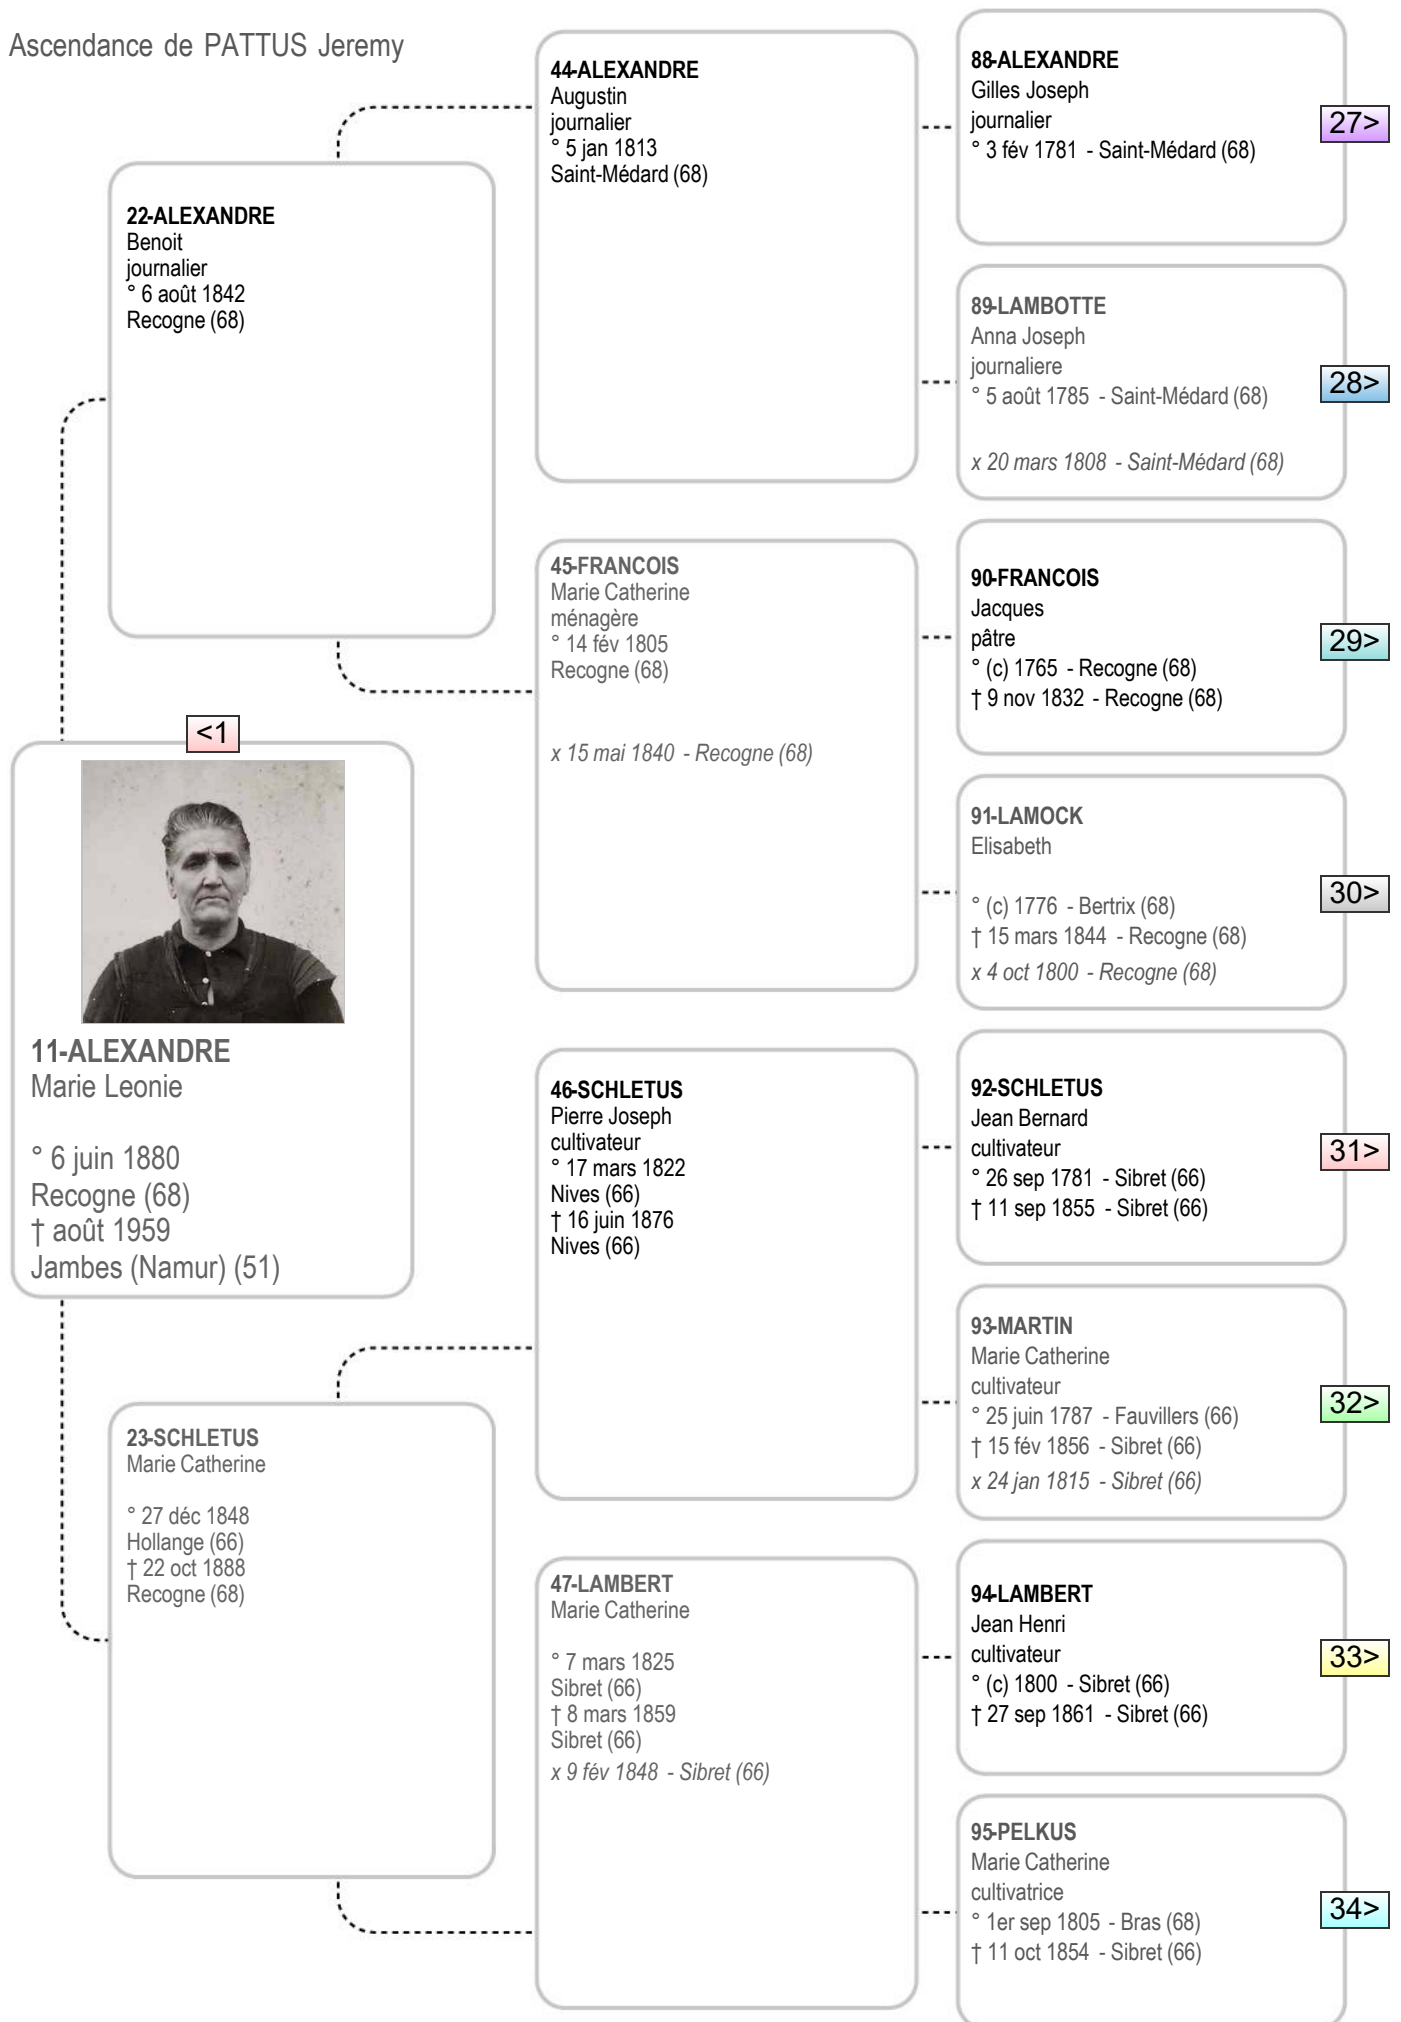 Ascendance de PATTUS Jeremy
22-ALEXANDRE
Benoit
journalier
° 6 août 1842
Recogne (68)
<1
11-ALEXANDRE
Marie Leonie
° 6 juin 1880
Recogne (68)
† août 1959
Jambes (Namur) (51)
23-SCHLETUS
Marie Catherine
° 27 déc 1848
Hollange (66)
† 22 oct 1888
Recogne (68)
44-ALEXANDRE
Augustin
journalier
° 5 jan 1813
Saint-Médard (68)
45-FRANCOIS
Marie Catherine
ménagère
° 14 fév 1805
Recogne (68)
x 15 mai 1840 - Recogne (68)
46-SCHLETUS
Pierre Joseph
cultivateur
° 17 mars 1822
Nives (66)
† 16 juin 1876
Nives (66)
47-LAMBERT
Marie Catherine
° 7 mars 1825
Sibret (66)
† 8 mars 1859
Sibret (66)
x 9 fév 1848 - Sibret (66)
88-ALEXANDRE
Gilles Joseph
journalier
° 3 fév 1781 - Saint-Médard (68)
27>
89-LAMBOTTE
Anna Joseph
journaliere
° 5 août 1785 - Saint-Médard (68)
x 20 mars 1808 - Saint-Médard (68)
28>
90-FRANCOIS
Jacques
pâtre
° (c) 1765 - Recogne (68)
† 9 nov 1832 - Recogne (68)
29>
91-LAMOCK
Elisabeth
° (c) 1776 - Bertrix (68)
† 15 mars 1844 - Recogne (68)
x 4 oct 1800 - Recogne (68)
30>
92-SCHLETUS
Jean Bernard
cultivateur
° 26 sep 1781 - Sibret (66)
† 11 sep 1855 - Sibret (66)
31>
93-MARTIN
Marie Catherine
cultivateur
° 25 juin 1787 - Fauvillers (66)
† 15 fév 1856 - Sibret (66)
x 24 jan 1815 - Sibret (66)
32>
94-LAMBERT
Jean Henri
cultivateur
° (c) 1800 - Sibret (66)
† 27 sep 1861 - Sibret (66)
33>
95-PELKUS
Marie Catherine
cultivatrice
° 1er sep 1805 - Bras (68)
† 11 oct 1854 - Sibret (66)
34>